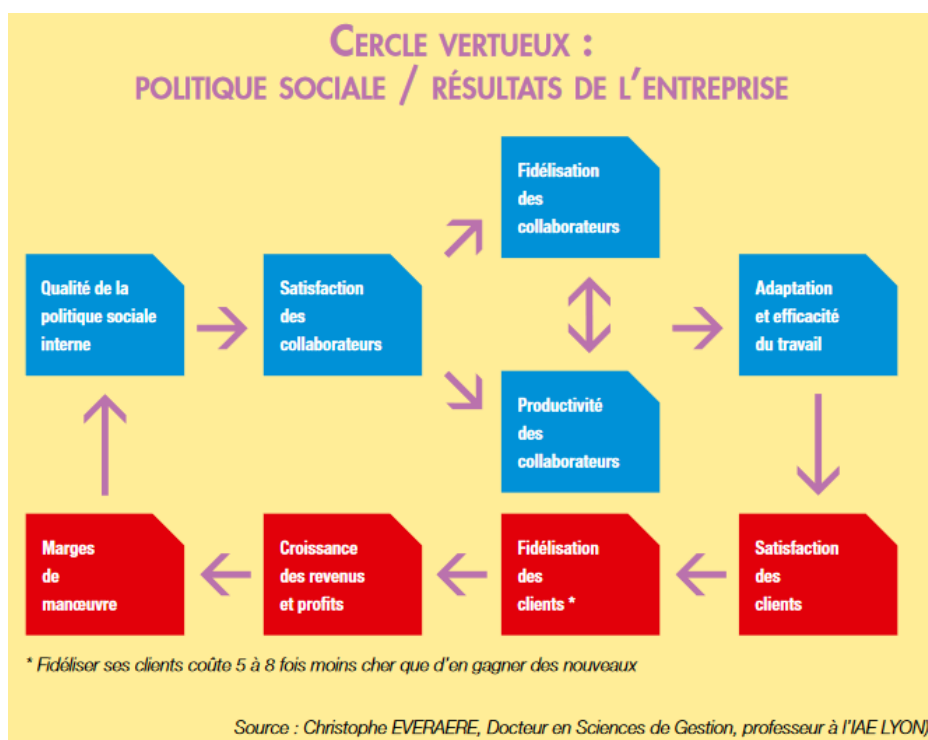 CERCLE VERTUEUX :
POLITIQUE SOCIALE / RÉSULTATS DE L'ENTREPRISE
Fidélisation
des
collaborateurs
Qualité de la
politique sociale
interne
Satisfaction
des
collaborateurs
Adaptation
et efficacité
du travail
Productivité
des
collaborateurs
Marges
de
manœuvre
Croissance
des revenus
et profits
Fidélisation
des
clients *
Satisfaction
des
clients
* Fidéliser ses clients coûte 5 à 8 fois moins cher que d'en gagner des nouveaux
Source : Christophe EVERAERE, Docteur en Sciences de Gestion, professeur à l'IAE LYON)